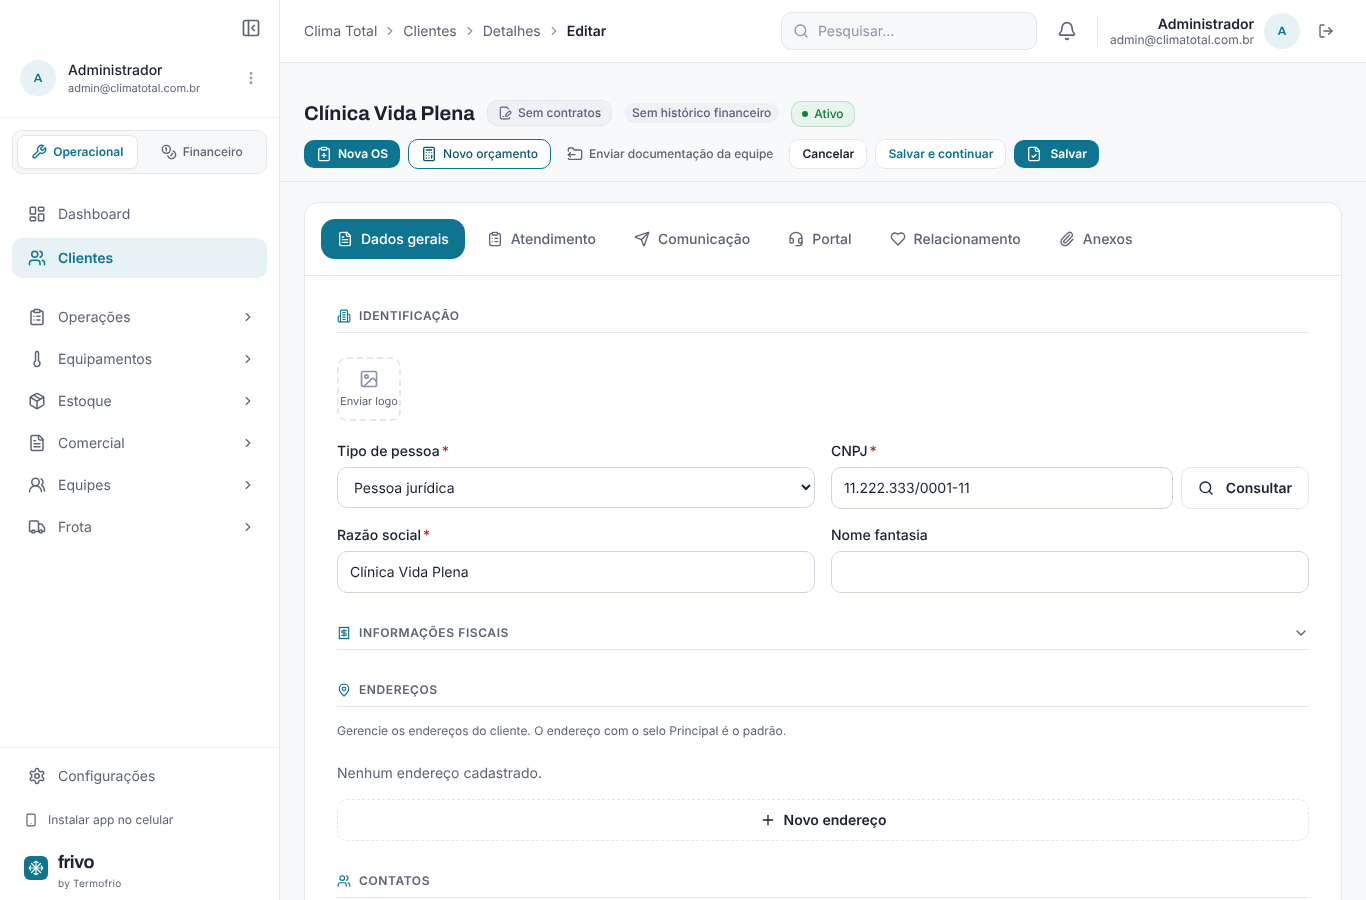 A
Administrador
admin@climatotal.com.br
Operacional
Financeiro
Dashboard
Clientes
Operações
Equipamentos
Estoque
Comercial
Equipes
Frota
Configurações
Instalar app no celular
frivo
by Termofrio
Clima Total > Clientes > Detalhes > Editar
Pesquisar...
Administrador
admin@climatotal.com.br
A
Clínica Vida Plena
Sem contratos
Sem histórico financeiro
Ativo
Nova OS
Novo orçamento
Enviar documentação da equipe
Cancelar
Salvar e continuar
Salvar
Dados gerais
Atendimento
Comunicação
Portal
Relacionamento
Anexos
IDENTIFICAÇÃO
Enviar logo
Tipo de pessoa*
Pessoa jurídica
CNPJ*
11.222.333/0001-11
Consultar
Razão social*
Clínica Vida Plena
Nome fantasia
INFORMAÇÕES FISCAIS
ENDEREÇOS
Gerencie os endereços do cliente. O endereço com o selo Principal é o padrão.
Nenhum endereço cadastrado.
+ Novo endereço
CONTATOS